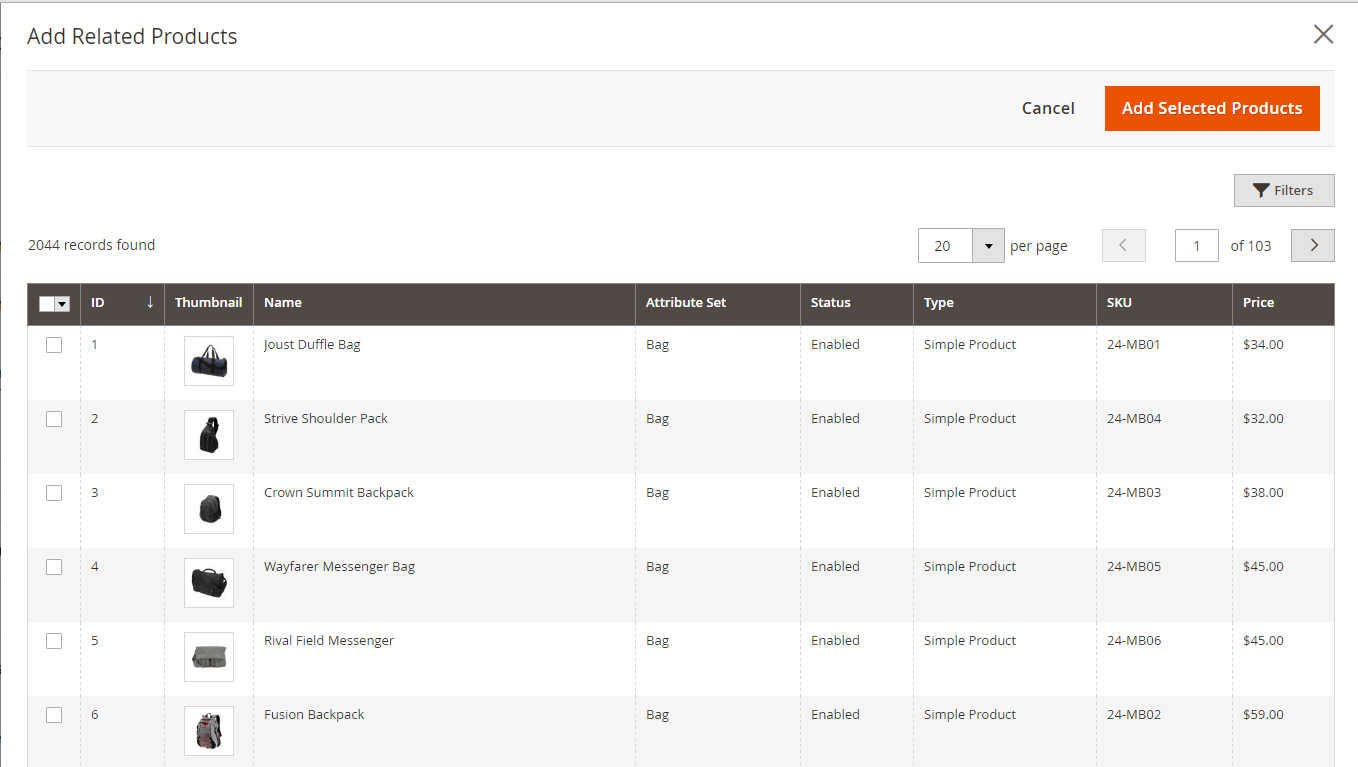 Add Related Products
Cancel
Add Selected Products
Filters
2044 records found
20
per page
1
of 103
ID ↓ Thumbnail Name Attribute Set Status Type SKU Price
1 Joust Duffle Bag Bag Enabled Simple Product 24-MB01 $34.00
2 Strive Shoulder Pack Bag Enabled Simple Product 24-MB04 $32.00
3 Crown Summit Backpack Bag Enabled Simple Product 24-MB03 $38.00
4 Wayfarer Messenger Bag Bag Enabled Simple Product 24-MB05 $45.00
5 Rival Field Messenger Bag Enabled Simple Product 24-MB06 $45.00
6 Fusion Backpack Bag Enabled Simple Product 24-MB02 $59.00